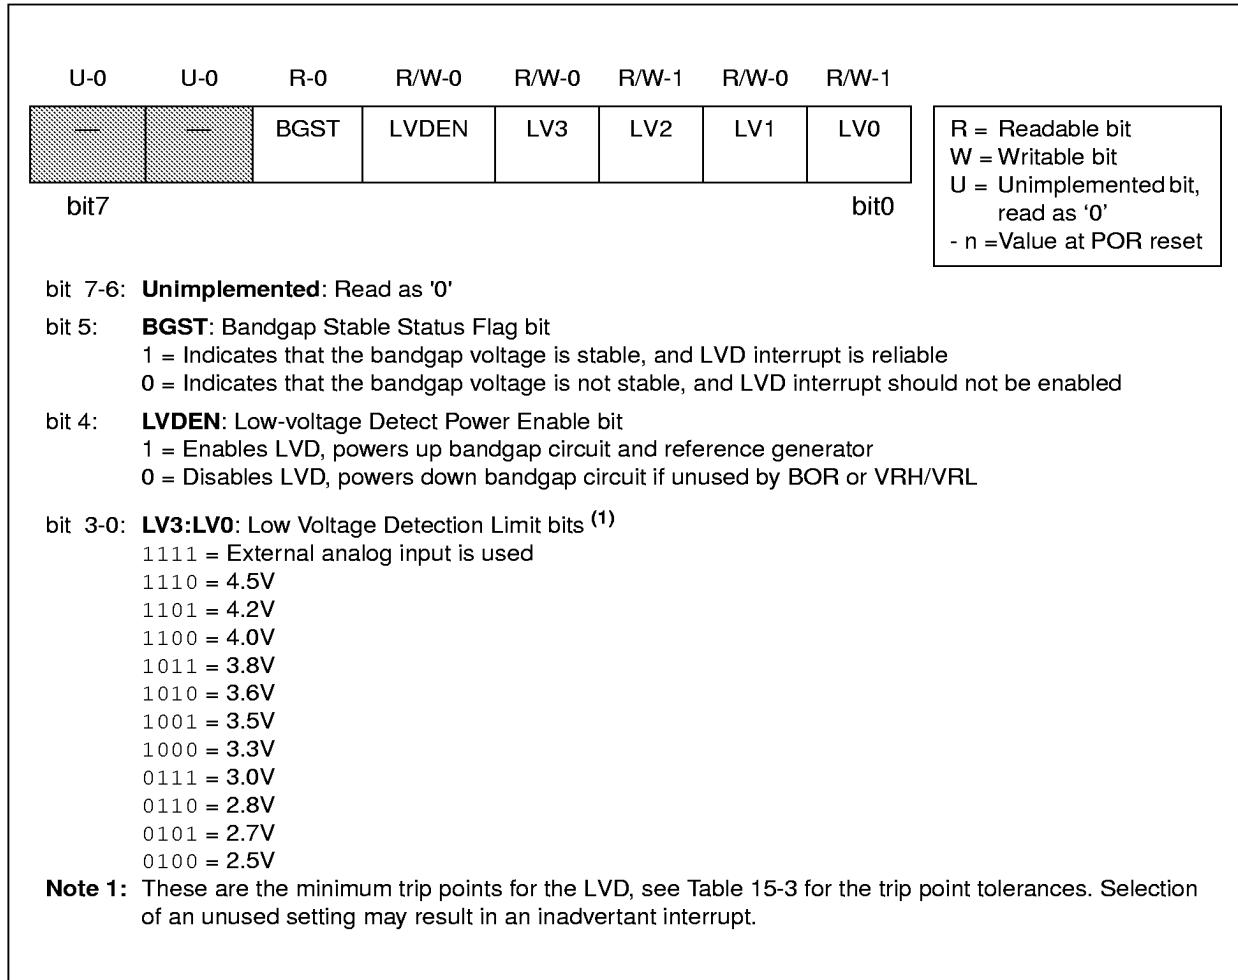 U-0 U-0 R-0 R/W-0 R/W-0 R/W-1 R/W-0 R/W-1
— — BGST LVDEN LV3 LV2 LV1 LV0
bit7 bit0
R = Readable bit
W = Writable bit
U = Unimplemented bit,
read as ‘0’
- n =Value at POR reset
bit 7-6: Unimplemented: Read as '0'
bit 5: BGST: Bandgap Stable Status Flag bit
1 = Indicates that the bandgap voltage is stable, and LVD interrupt is reliable
0 = Indicates that the bandgap voltage is not stable, and LVD interrupt should not be enabled
bit 4: LVDEN: Low-voltage Detect Power Enable bit
1 = Enables LVD, powers up bandgap circuit and reference generator
0 = Disables LVD, powers down bandgap circuit if unused by BOR or VRH/VRL
bit 3-0: LV3:LV0: Low Voltage Detection Limit bits (1)
1111 = External analog input is used
1110 = 4.5V
1101 = 4.2V
1100 = 4.0V
1011 = 3.8V
1010 = 3.6V
1001 = 3.5V
1000 = 3.3V
0111 = 3.0V
0110 = 2.8V
0101 = 2.7V
0100 = 2.5V
Note 1: These are the minimum trip points for the LVD, see Table 15-3 for the trip point tolerances. Selection
of an unused setting may result in an inadvertant interrupt.